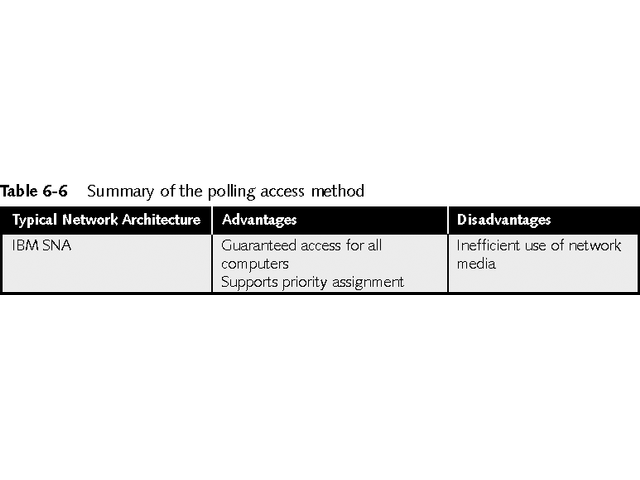 Table 6-6 Summary of the polling access method
Typical Network Architecture Advantages Disadvantages
IBM SNA Guaranteed access for all Inefficient use of network
computers media
Supports priority assignment